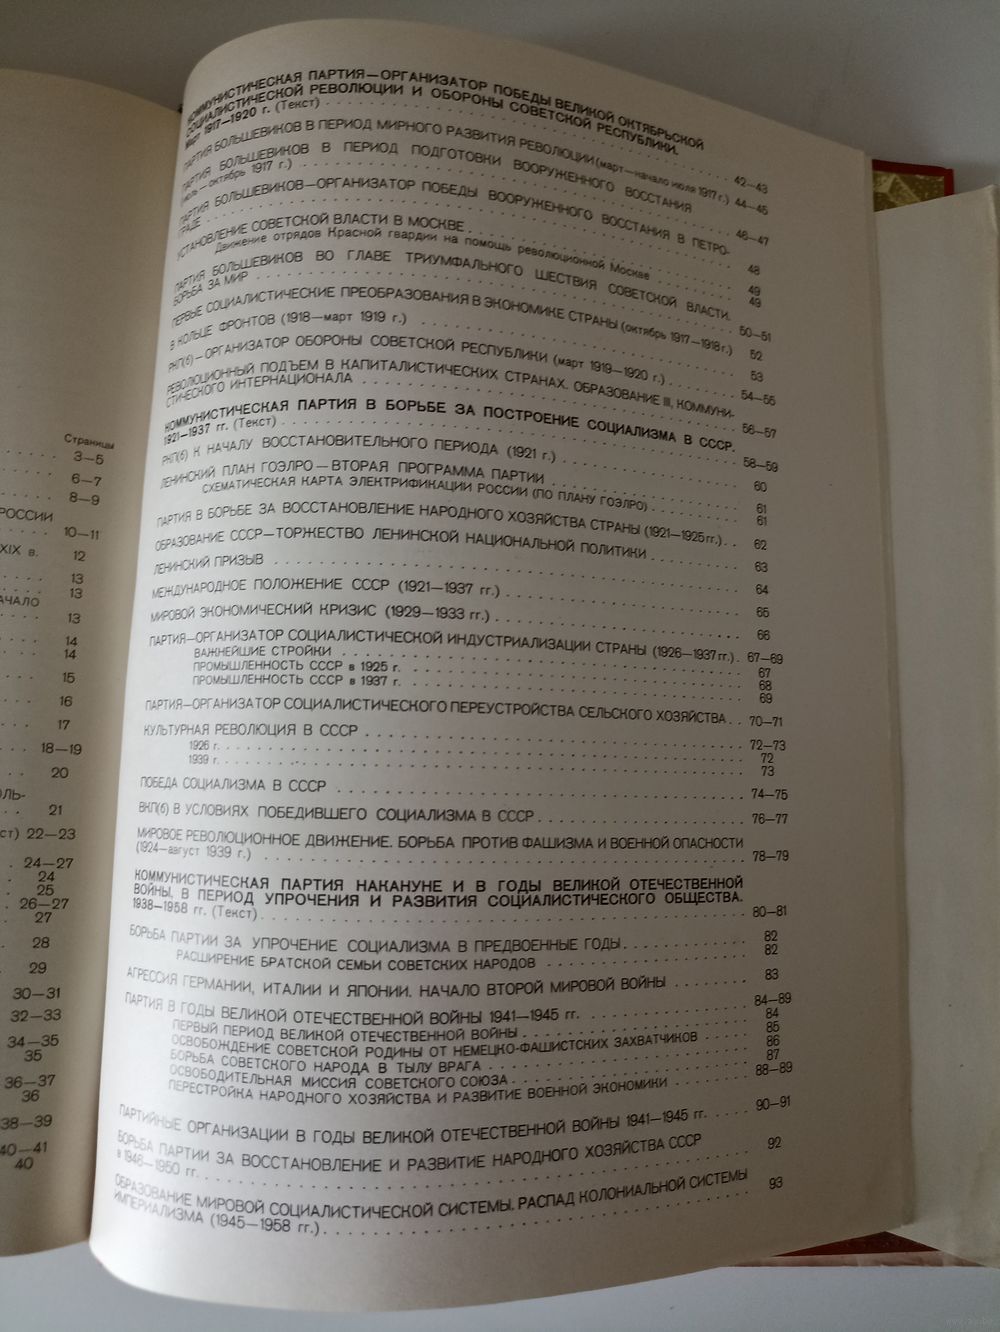 Страницы
3—5
6—7
8—9
РОССИИ
10—11
XIX в.
12
13
13
АЧАЛО
13
14
14
15
16
17
18—19
20
ОЛЬ-
21
ст) 22—23
24—27
24
25
26—27
27
28
29
30—31
32—33
34—35
35
36—37
36
38—39
40—41
40
КОММУНИСТИЧЕСКАЯ ПАРТИЯ—ОРГАНИЗАТОР ПОБЕДЫ ВЕЛИКОЙ ОКТЯБРЬСКОЙ
СОЦИАЛИСТИЧЕСКОЙ РЕВОЛЮЦИИ И ОБОРОНЫ СОВЕТСКОЙ РЕСПУБЛИКИ.
Март 1917—1920 г. (Текст) 42—43
ПАРТИЯ БОЛЬШЕВИКОВ В ПЕРИОД МИРНОГО РАЗВИТИЯ РЕВОЛЮЦИИ (март—начало июля 1917 г.) 44—45
ПАРТИЯ БОЛЬШЕВИКОВ В ПЕРИОД ПОДГОТОВКИ ВООРУЖЕННОГО ВОССТАНИЯ
(июль—октябрь 1917 г.) 46—47
ПАРТИЯ БОЛЬШЕВИКОВ—ОРГАНИЗАТОР ПОБЕДЫ ВООРУЖЕННОГО ВОССТАНИЯ В ПЕТРО-
ГРАДЕ 48
УСТАНОВЛЕНИЕ СОВЕТСКОЙ ВЛАСТИ В МОСКВЕ 49
Движение отрядов Красной гвардии на помощь революционной Москве 49
ПАРТИЯ БОЛЬШЕВИКОВ ВО ГЛАВЕ ТРИУМФАЛЬНОГО ШЕСТВИЯ СОВЕТСКОЙ ВЛАСТИ.
БОРЬБА ЗА МИР 50—51
ПЕРВЫЕ СОЦИАЛИСТИЧЕСКИЕ ПРЕОБРАЗОВАНИЯ В ЭКОНОМИКЕ СТРАНЫ (октябрь 1917—1918 г.) 52
В КОЛЬЦЕ ФРОНТОВ (1918—март 1919 г.) 53
РКП(б)—ОРГАНИЗАТОР ОБОРОНЫ СОВЕТСКОЙ РЕСПУБЛИКИ (март 1919—1920 г.) 54—55
РЕВОЛЮЦИОННЫЙ ПОДЪЕМ В КАПИТАЛИСТИЧЕСКИХ СТРАНАХ. ОБРАЗОВАНИЕ III, КОММУНИ-
СТИЧЕСКОГО ИНТЕРНАЦИОНАЛА 56—57
КОММУНИСТИЧЕСКАЯ ПАРТИЯ В БОРЬБЕ ЗА ПОСТРОЕНИЕ СОЦИАЛИЗМА В СССР.
1921—1937 гг. (Текст) 58—59
РКП(б) К НАЧАЛУ ВОССТАНОВИТЕЛЬНОГО ПЕРИОДА (1921 г.) 60
ЛЕНИНСКИЙ ПЛАН ГОЭЛРО—ВТОРАЯ ПРОГРАММА ПАРТИИ 61
СХЕМАТИЧЕСКАЯ КАРТА ЭЛЕКТРИФИКАЦИИ РОССИИ (ПО ПЛАНУ ГОЭЛРО) 61
ПАРТИЯ В БОРЬБЕ ЗА ВОССТАНОВЛЕНИЕ НАРОДНОГО ХОЗЯЙСТВА СТРАНЫ (1921—1925 гг.) 62
ОБРАЗОВАНИЕ СССР—ТОРЖЕСТВО ЛЕНИНСКОЙ НАЦИОНАЛЬНОЙ ПОЛИТИКИ 63
ЛЕНИНСКИЙ ПРИЗЫВ 64
МЕЖДУНАРОДНОЕ ПОЛОЖЕНИЕ СССР (1921—1937 гг.) 65
МИРОВОЙ ЭКОНОМИЧЕСКИЙ КРИЗИС (1929—1933 гг.) 66
ПАРТИЯ—ОРГАНИЗАТОР СОЦИАЛИСТИЧЕСКОЙ ИНДУСТРИАЛИЗАЦИИ СТРАНЫ (1926—1937 гг.) 67—69
ВАЖНЕЙШИЕ СТРОЙКИ 67
ПРОМЫШЛЕННОСТЬ СССР в 1925 г. 68
ПРОМЫШЛЕННОСТЬ СССР в 1937 г. 69
ПАРТИЯ—ОРГАНИЗАТОР СОЦИАЛИСТИЧЕСКОГО ПЕРЕУСТРОЙСТВА СЕЛЬСКОГО ХОЗЯЙСТВА 70—71
КУЛЬТУРНАЯ РЕВОЛЮЦИЯ В СССР 72—73
1926 г. 72
1939 г. 73
ПОБЕДА СОЦИАЛИЗМА В СССР 74—75
ВКП(б) В УСЛОВИЯХ ПОБЕДИВШЕГО СОЦИАЛИЗМА В СССР 76—77
МИРОВОЕ РЕВОЛЮЦИОННОЕ ДВИЖЕНИЕ. БОРЬБА ПРОТИВ ФАШИЗМА И ВОЕННОЙ ОПАСНОСТИ
(1924—август 1939 г.) 78—79
КОММУНИСТИЧЕСКАЯ ПАРТИЯ НАКАНУНЕ И В ГОДЫ ВЕЛИКОЙ ОТЕЧЕСТВЕННОЙ
ВОЙНЫ, В ПЕРИОД УПРОЧЕНИЯ И РАЗВИТИЯ СОЦИАЛИСТИЧЕСКОГО ОБЩЕСТВА.
1938—1958 гг. (Текст) 80—81
БОРЬБА ПАРТИИ ЗА УПРОЧЕНИЕ СОЦИАЛИЗМА В ПРЕДВОЕННЫЕ ГОДЫ 82
РАСШИРЕНИЕ БРАТСКОЙ СЕМЬИ СОВЕТСКИХ НАРОДОВ 82
АГРЕССИЯ ГЕРМАНИИ, ИТАЛИИ И ЯПОНИИ. НАЧАЛО ВТОРОЙ МИРОВОЙ ВОЙНЫ 83
ПАРТИЯ В ГОДЫ ВЕЛИКОЙ ОТЕЧЕСТВЕННОЙ ВОЙНЫ 1941—1945 гг. 84—89
ПЕРВЫЙ ПЕРИОД ВЕЛИКОЙ ОТЕЧЕСТВЕННОЙ ВОЙНЫ 84
ОСВОБОЖДЕНИЕ СОВЕТСКОЙ РОДИНЫ ОТ НЕМЕЦКО-ФАШИСТСКИХ ЗАХВАТЧИКОВ 85
БОРЬБА СОВЕТСКОГО НАРОДА В ТЫЛУ ВРАГА 86
ОСВОБОДИТЕЛЬНАЯ МИССИЯ СОВЕТСКОГО СОЮЗА 87
ПЕРЕСТРОЙКА НАРОДНОГО ХОЗЯЙСТВА И РАЗВИТИЕ ВОЕННОЙ ЭКОНОМИКИ 88—89
ПАРТИЙНЫЕ ОРГАНИЗАЦИИ В ГОДЫ ВЕЛИКОЙ ОТЕЧЕСТВЕННОЙ ВОЙНЫ 1941—1945 гг. 90—91
БОРЬБА ПАРТИИ ЗА ВОССТАНОВЛЕНИЕ И РАЗВИТИЕ НАРОДНОГО ХОЗЯЙСТВА СССР
в 1946—1950 гг. 92
ОБРАЗОВАНИЕ МИРОВОЙ СОЦИАЛИСТИЧЕСКОЙ СИСТЕМЫ. РАСПАД КОЛОНИАЛЬНОЙ СИСТЕМЫ
ИМПЕРИАЛИЗМА (1945—1958 гг.) 93